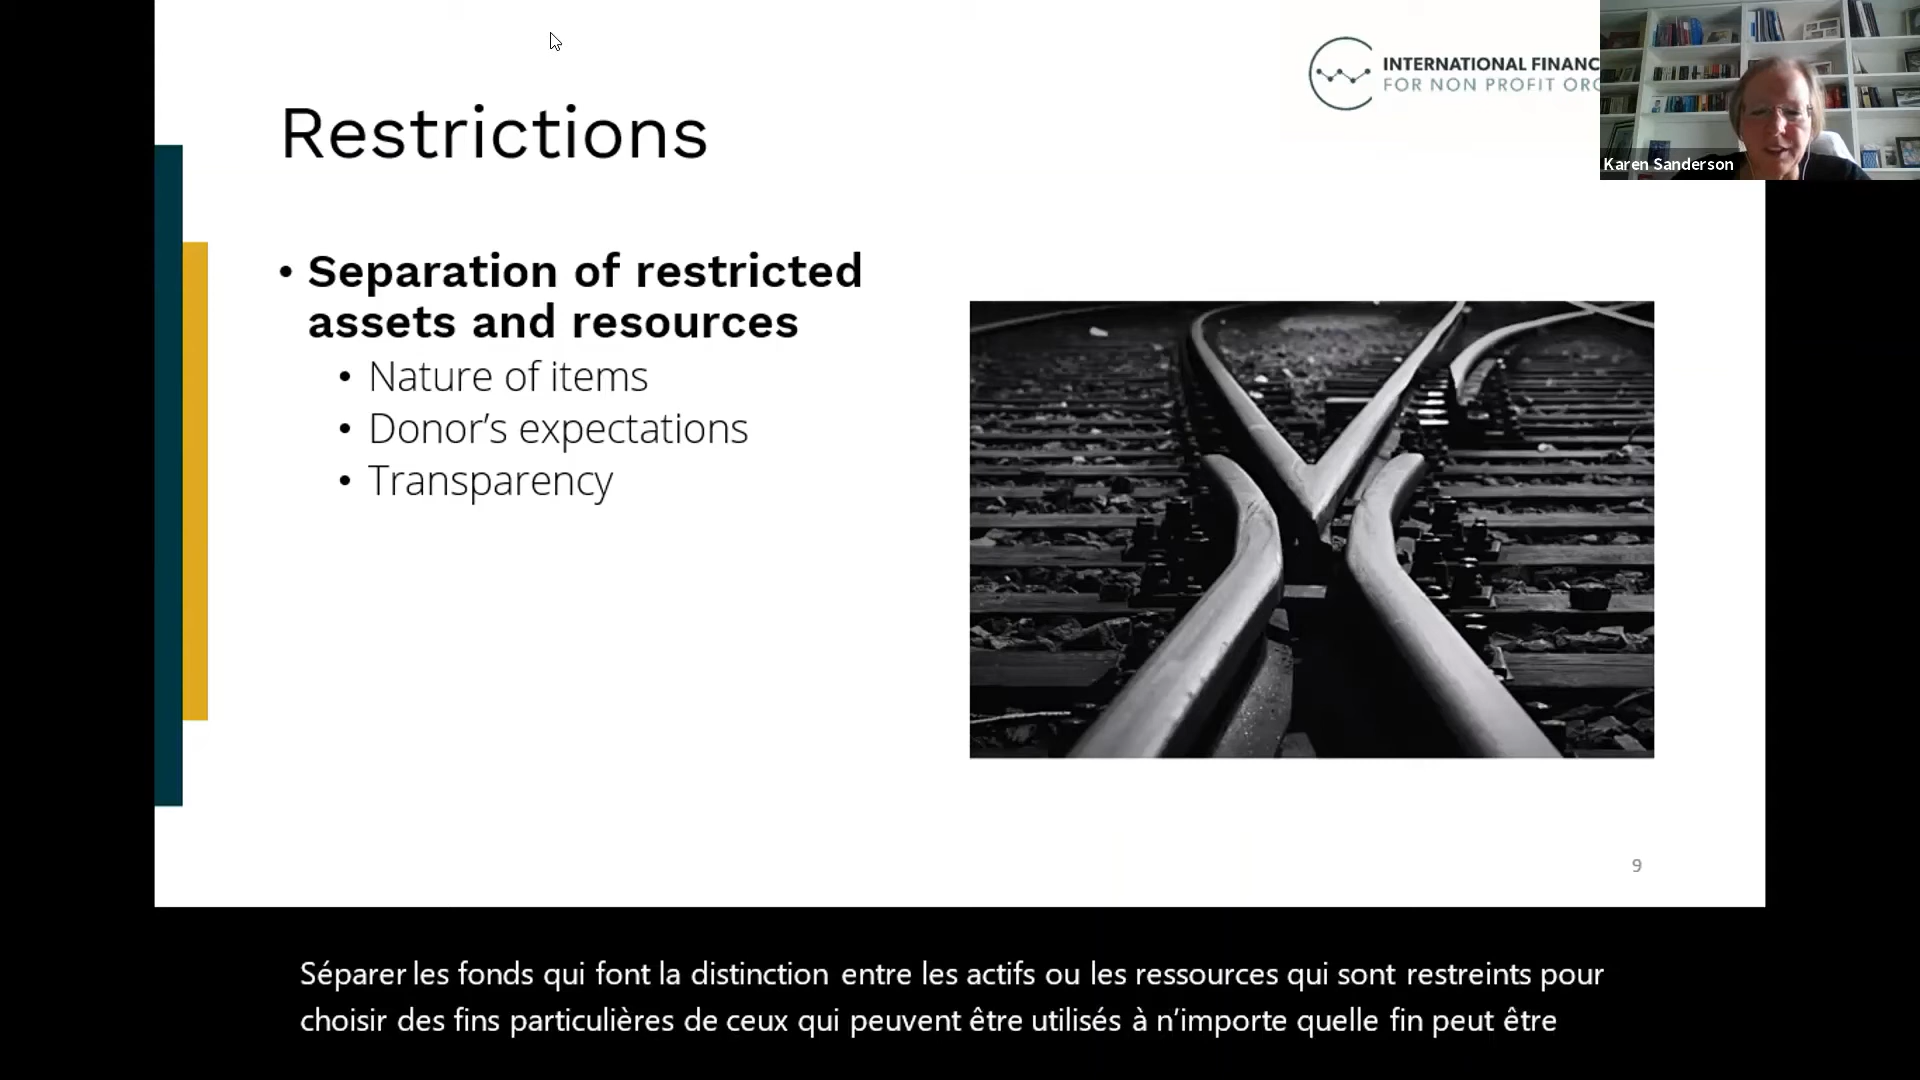 INTERNATIONAL FINANC
FOR NON PROFIT ORG
Karen Sanderson
Restrictions
• Separation of restricted
assets and resources
• Nature of items
• Donor’s expectations
• Transparency
9
Séparer les fonds qui font la distinction entre les actifs ou les ressources qui sont restreints pour
choisir des fins particulières de ceux qui peuvent être utilisés à n’importe quelle fin peut être